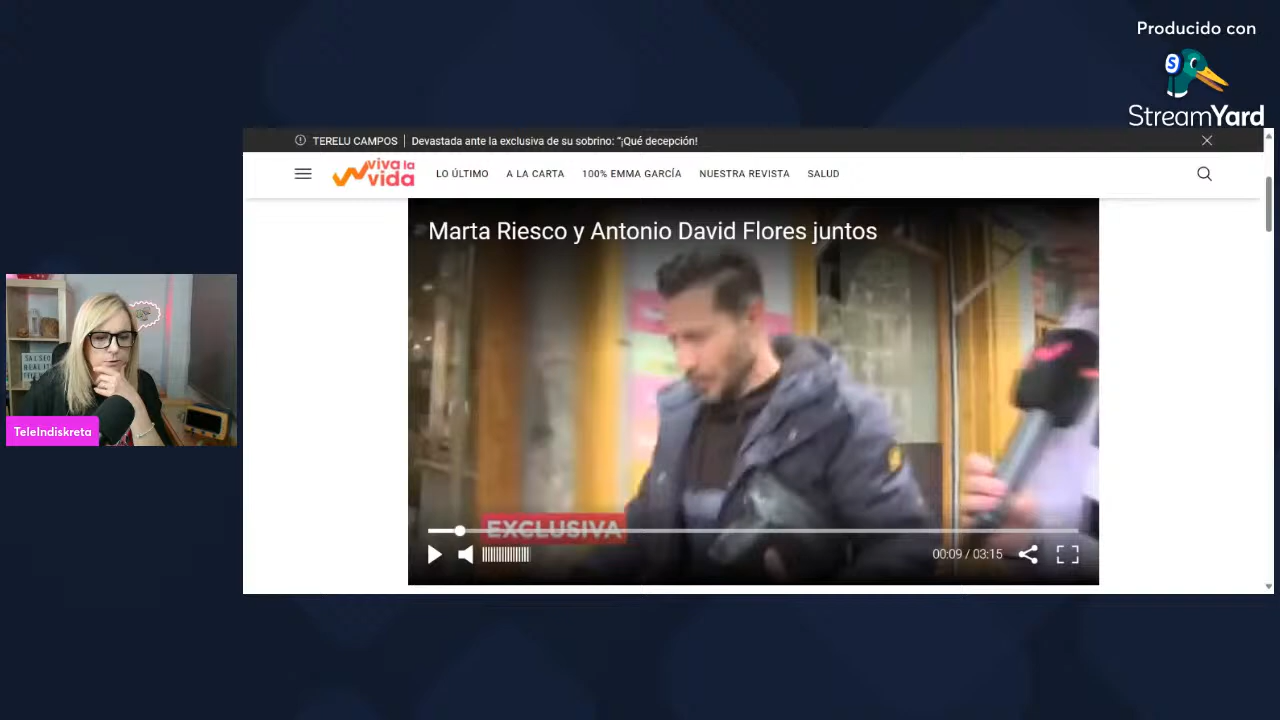 Producido con
StreamYard
TERELU CAMPOS | Devastada ante la exclusiva de su sobrino: "¡Qué decepción!
viva la vida
LO ÚLTIMO A LA CARTA 100% EMMA GARCÍA NUESTRA REVISTA SALUD
Marta Riesco y Antonio David Flores juntos
EXCLUSIVA
00:09 / 03:15
SALSEO
REALIT
TeleIndiskreta